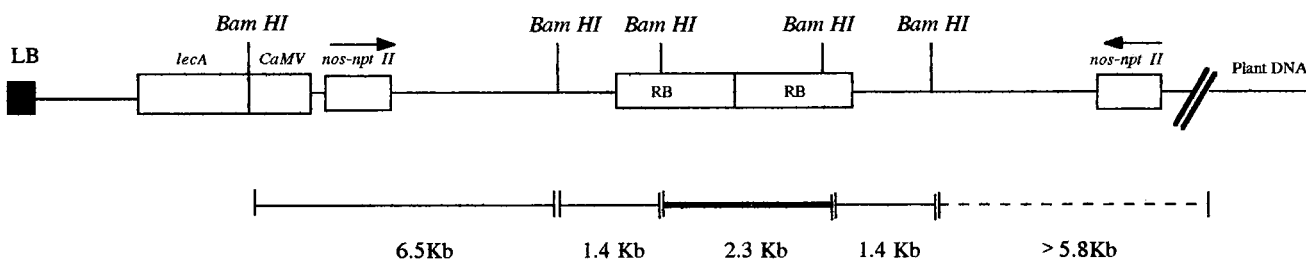 Bam HI Bam HI Bam HI Bam HI Bam HI
LB lecA CaMV nos-npt II nos-npt II Plant DNA
RB RB
6.5Kb 1.4 Kb 2.3 Kb 1.4 Kb > 5.8Kb